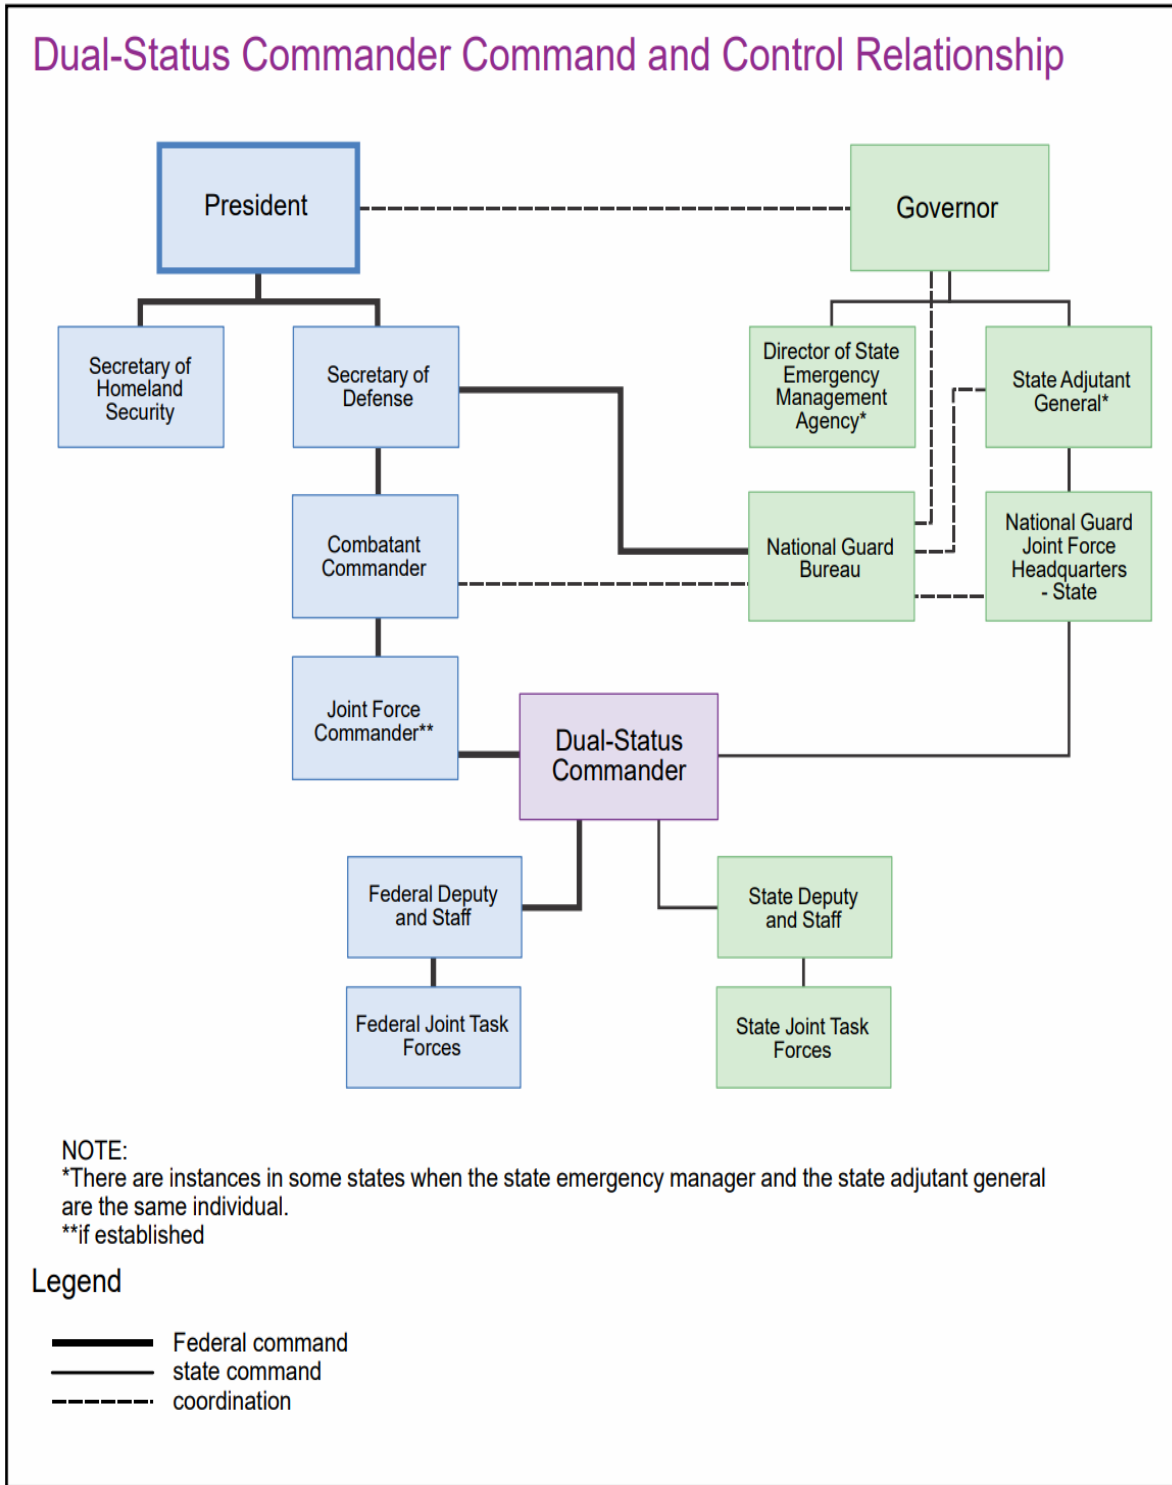 Dual-Status Commander Command and Control Relationship
President
Governor
Secretary of
Homeland
Security
Secretary of
Defense
Director of State
Emergency
Management
Agency*
State Adjutant
General*
Combatant
Commander
National Guard
Bureau
National Guard
Joint Force
Headquarters
- State
Joint Force
Commander**
Dual-Status
Commander
Federal Deputy
and Staff
State Deputy
and Staff
Federal Joint Task
Forces
State Joint Task
Forces
NOTE:
*There are instances in some states when the state emergency manager and the state adjutant general
are the same individual.
**if established
Legend
Federal command
state command
coordination